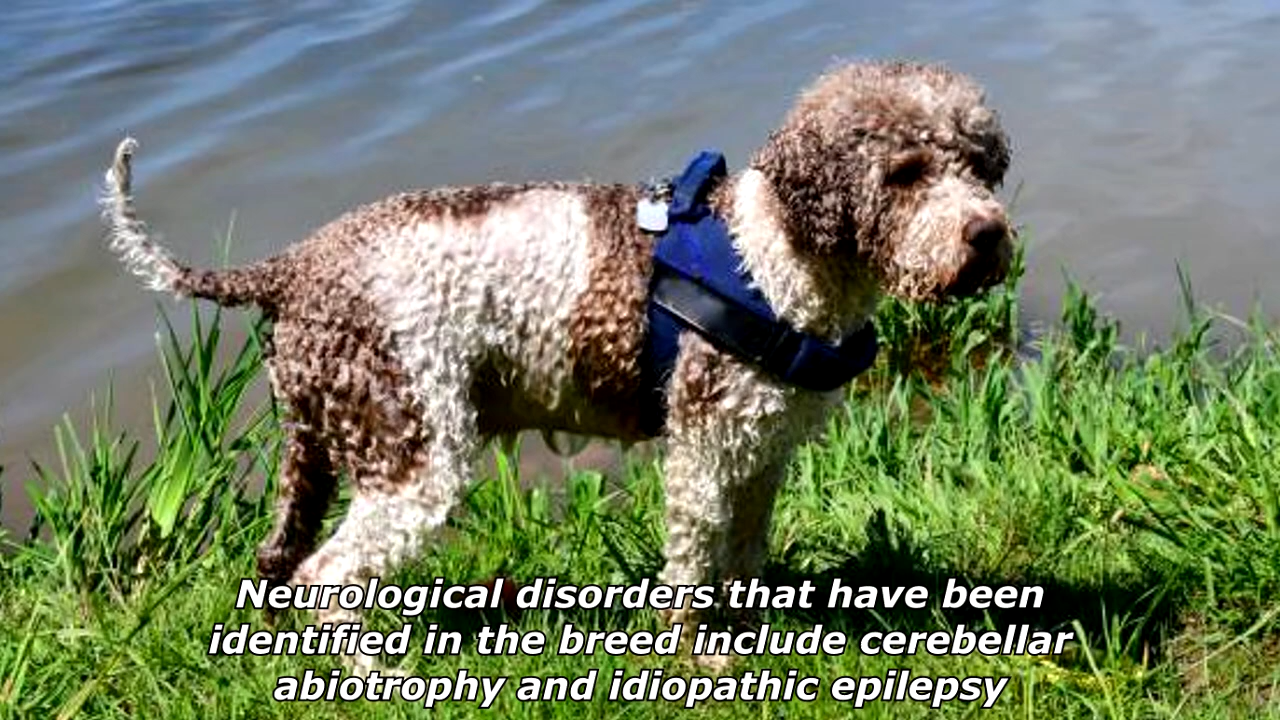 Neurological disorders that have been
identified in the breed include cerebellar
abiotrophy and idiopathic epilepsy